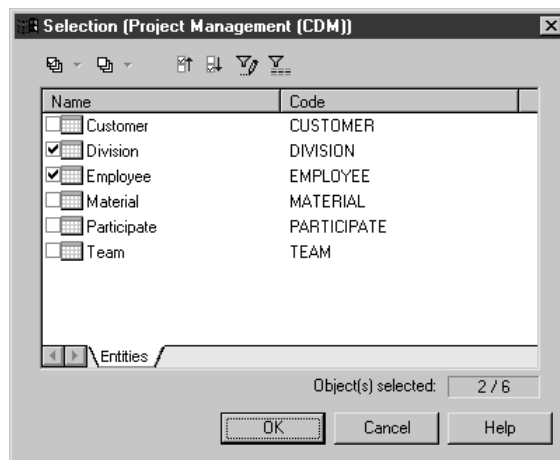 Selection (Project Management (CDM))
Name Code
Customer CUSTOMER
Division DIVISION
Employee EMPLOYEE
Material MATERIAL
Participate PARTICIPATE
Team TEAM
Entities
Object(s) selected: 2 / 6
OK Cancel Help